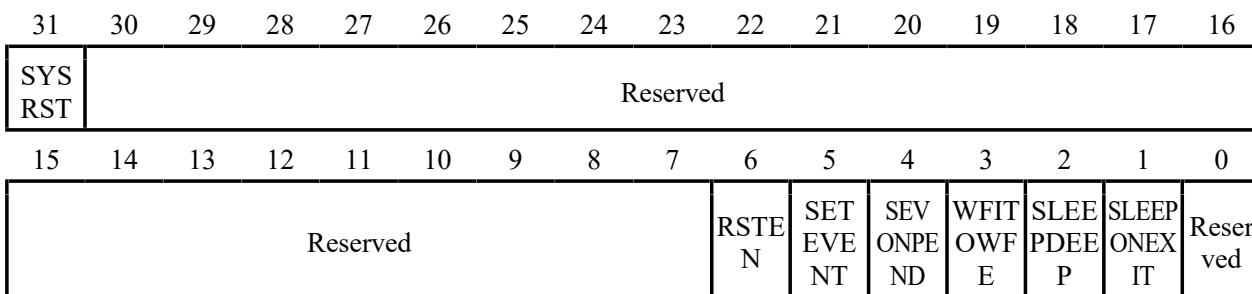 31 30 29 28 27 26 25 24 23 22 21 20 19 18 17 16
SYS
RST
Reserved
15 14 13 12 11 10 9 8 7 6 5 4 3 2 1 0
Reserved
RSTE
N
SET
EVE
NT
SEV
ONPE
ND
WFIT
OWF
E
SLEE
PDEE
P
SLEEP
ONEX
IT
Reser
ved